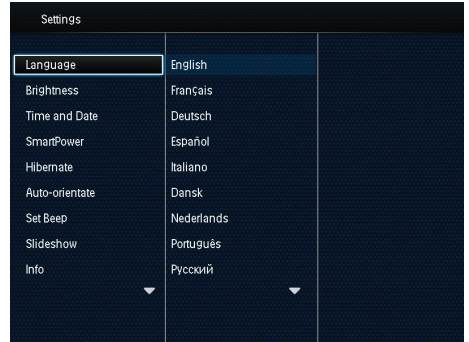 Settings
Language
Brightness
Time and Date
SmartPower
Hibernate
Auto-orientate
Set Beep
Slideshow
Info
English
Français
Deutsch
Español
Italiano
Dansk
Nederlands
Português
Русский